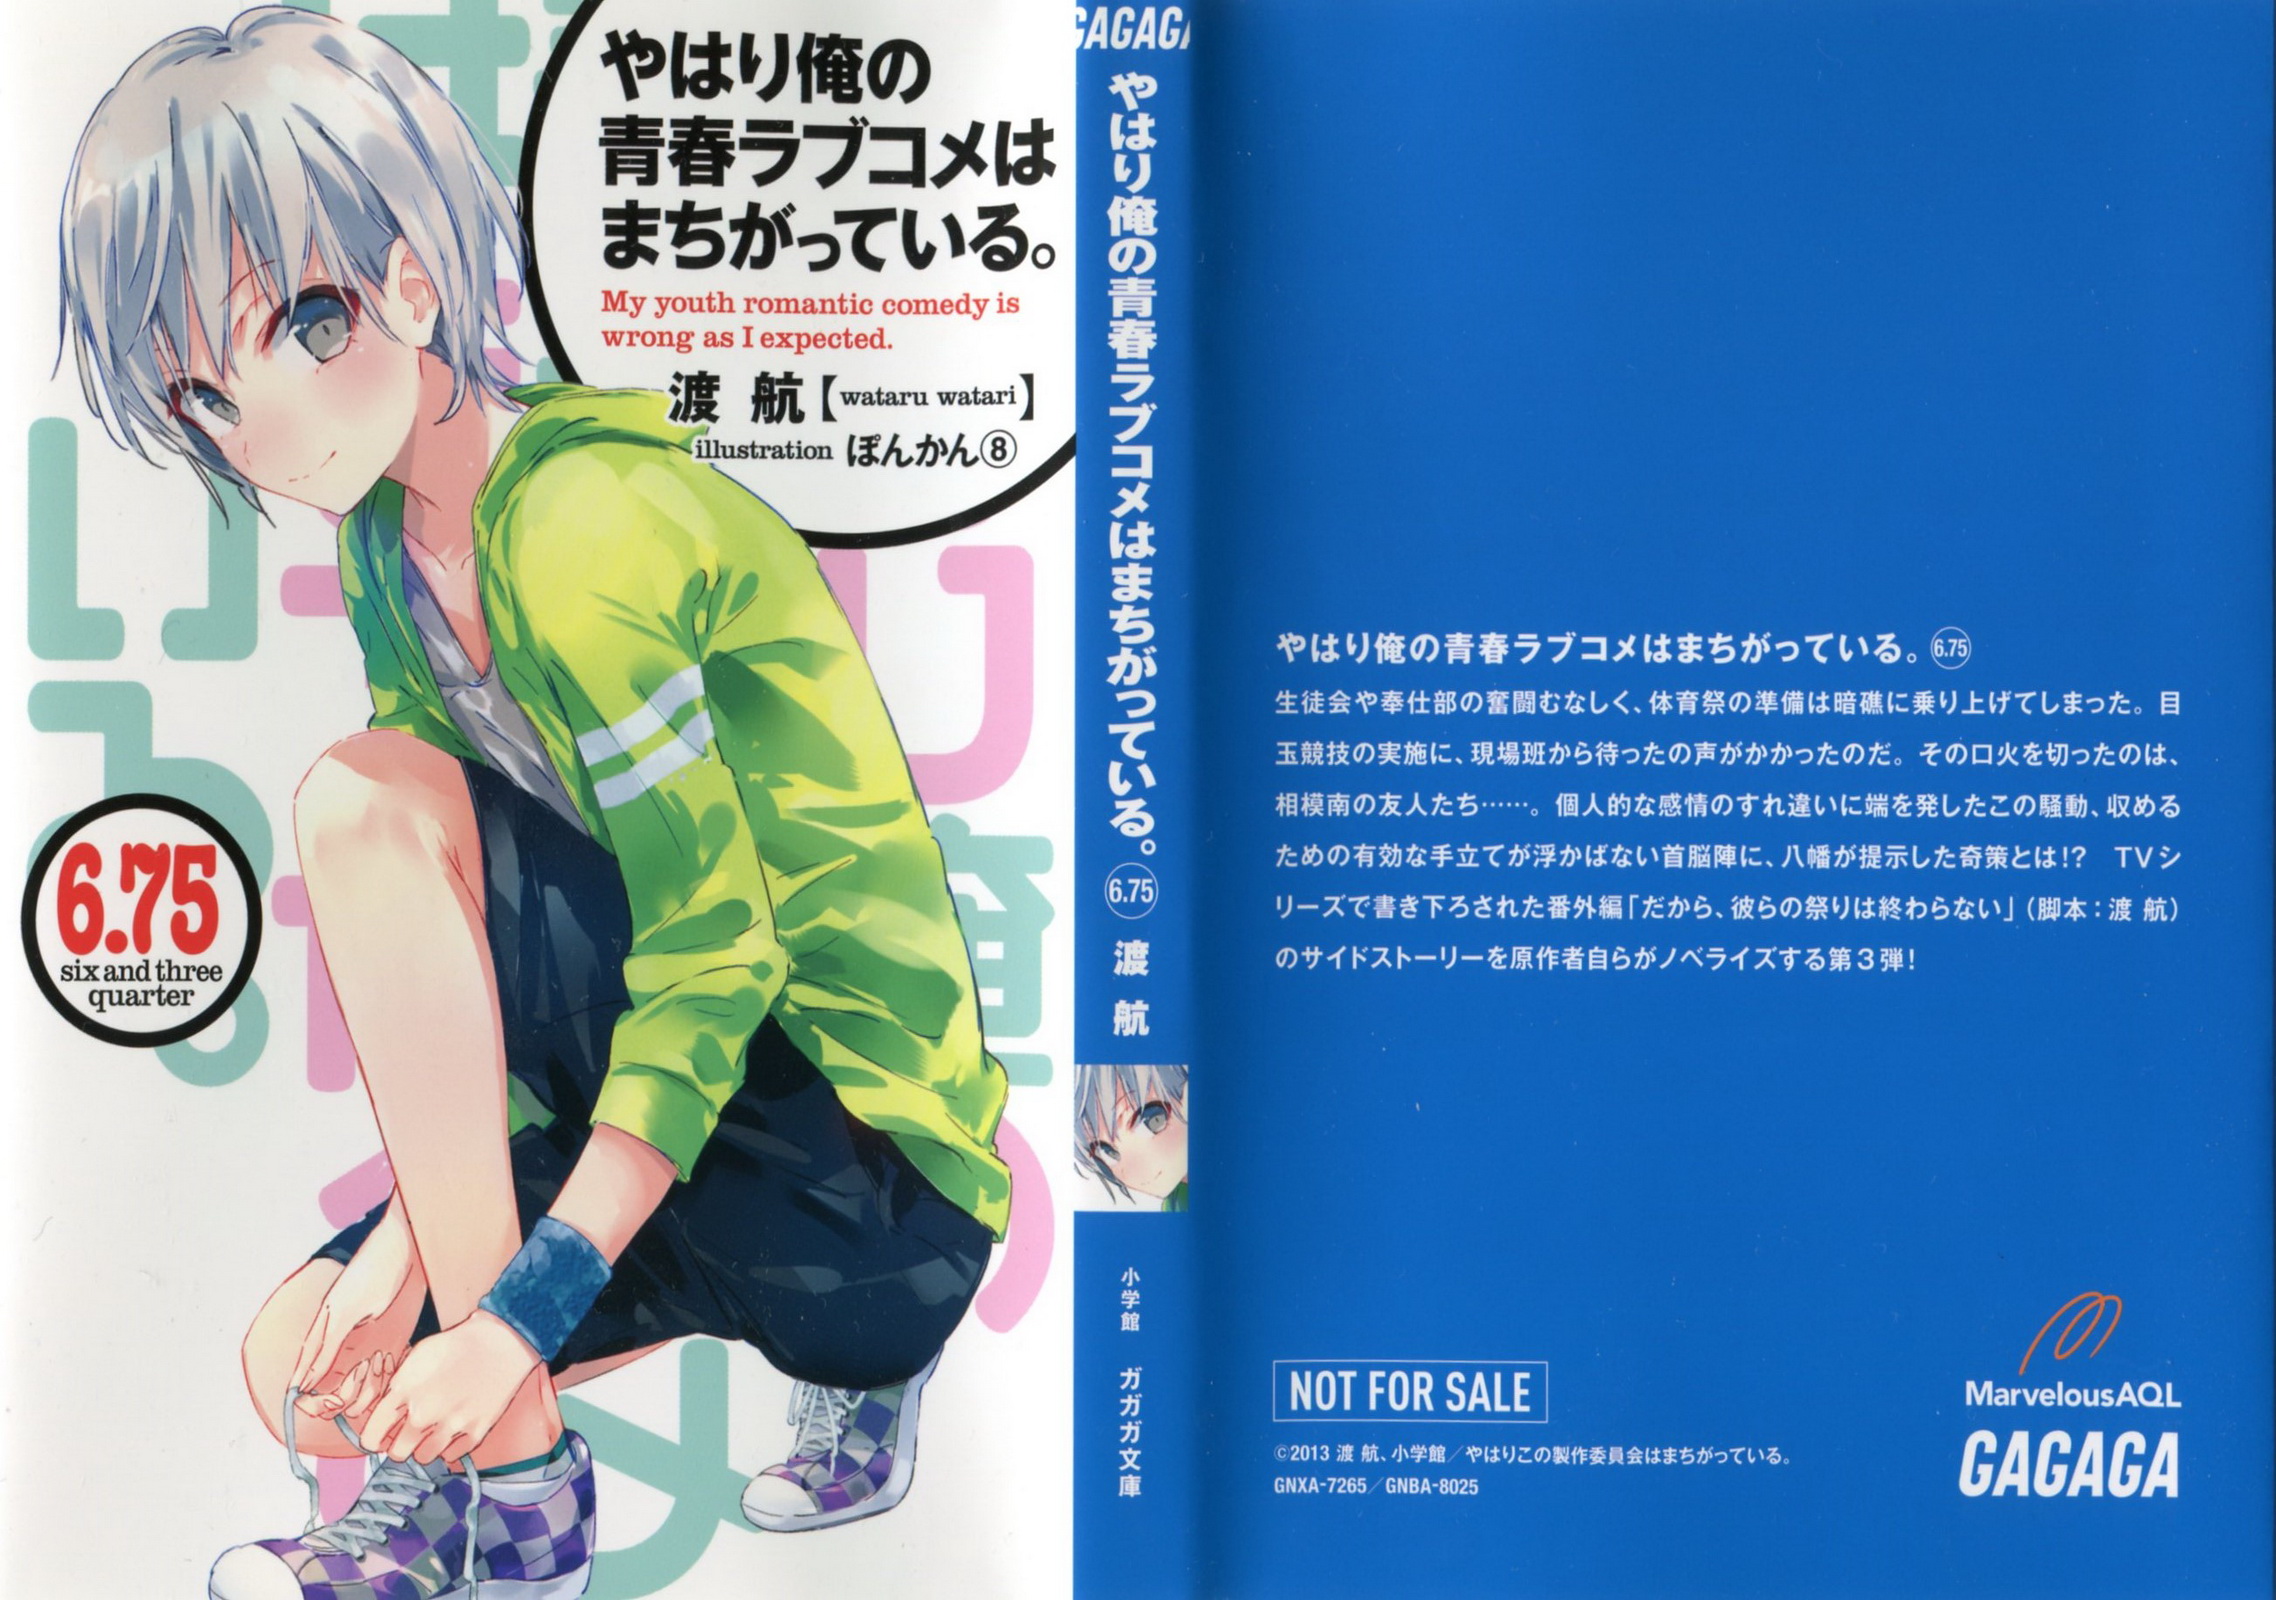 やはり俺の
青春ラブコメは
まちがっている。
My youth romantic comedy is
wrong as I expected.
渡 航【wataru watari】
illustration ぽんかん⑧
6.75
six and three
quarter
GAGAGA
やはり俺の青春ラブコメはまちがっている。 6.75 渡 航
小学館 ガガガ文庫
やはり俺の青春ラブコメはまちがっている。6.75
生徒会や奉仕部の奮闘むなしく、体育祭の準備は暗礁に乗り上げてしまった。目
玉競技の実施に、現場班から待ったの声がかかったのだ。その口火を切ったのは、
相模南の友人たち……。個人的な感情のすれ違いに端を発したこの騒動、収める
ための有効な手立てが浮かばない首脳陣に、八幡が提示した奇策とは!? TVシ
リーズで書き下ろされた番外編「だから、彼らの祭りは終わらない」(脚本:渡 航)
のサイドストーリーを原作者自らがノベライズする第3弾!
NOT FOR SALE
©2013 渡 航、小学館/やはりこの製作委員会はまちがっている。
GNXA-7265/GNBA-8025
MarvelousAQL
GAGAGA